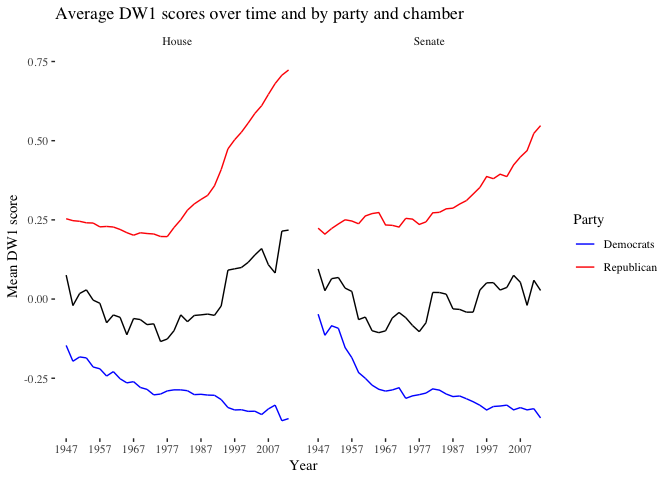 Average DW1 scores over time and by party and chamber
House
Senate
0.75
0.50
0.25
0.00
-0.25
Mean DW1 score
1947 1957 1967 1977 1987 1997 2007
1947 1957 1967 1977 1987 1997 2007
Year
Party
Democrats
Republican